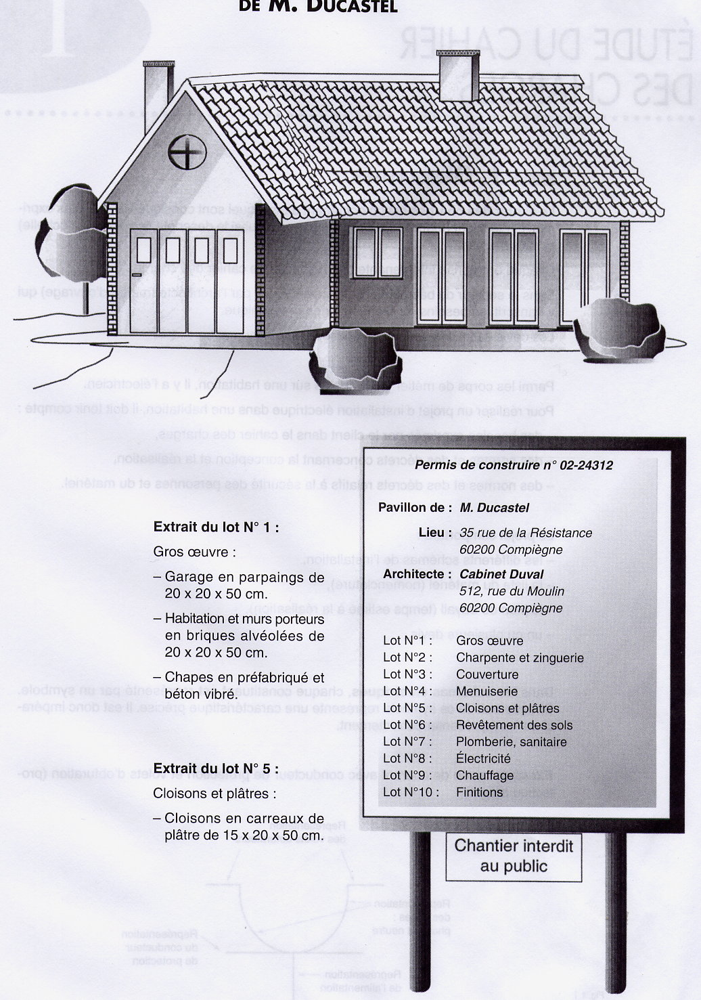 DE M. DUCASTEL
Extrait du lot N° 1 :
Gros œuvre :
– Garage en parpaings de
20 x 20 x 50 cm.
– Habitation et murs porteurs
en briques alvéolées de
20 x 20 x 50 cm.
– Chapes en préfabriqué et
béton vibré.
Extrait du lot N° 5 :
Cloisons et plâtres :
– Cloisons en carreaux de
plâtre de 15 x 20 x 50 cm.
Permis de construire n° 02-24312
Pavillon de : M. Ducastel
Lieu : 35 rue de la Résistance
60200 Compiègne
Architecte : Cabinet Duval
512, rue du Moulin
60200 Compiègne
Lot N°1 : Gros œuvre
Lot N°2 : Charpente et zinguerie
Lot N°3 : Couverture
Lot N°4 : Menuiserie
Lot N°5 : Cloisons et plâtres
Lot N°6 : Revêtement des sols
Lot N°7 : Plomberie, sanitaire
Lot N°8 : Électricité
Lot N°9 : Chauffage
Lot N°10 : Finitions
Chantier interdit
au public